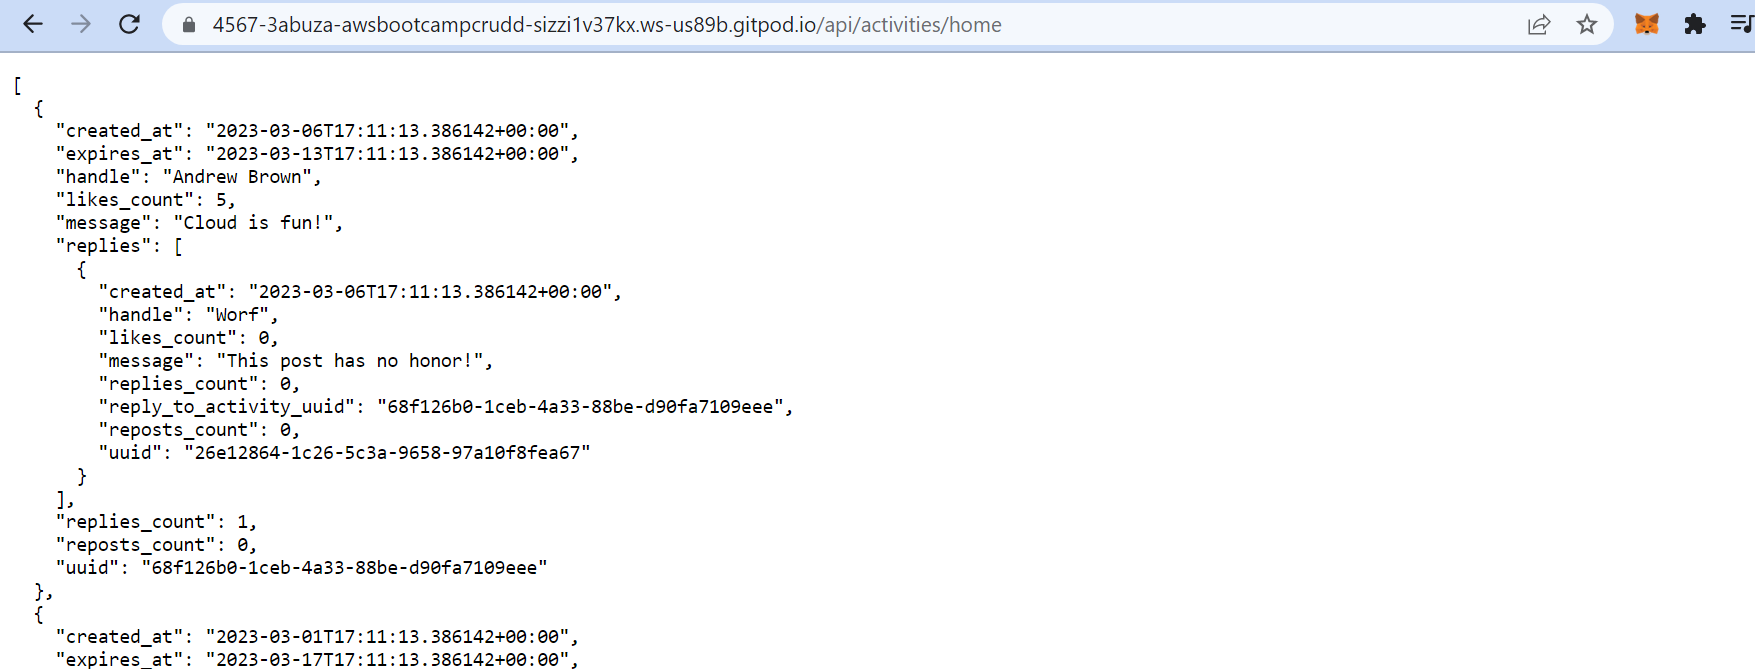 4567-3abuza-awsbootcampcrudd-sizzi1v37kx.ws-us89b.gitpod.io/api/activities/home
[
  {
    "created_at": "2023-03-06T17:11:13.386142+00:00",
    "expires_at": "2023-03-13T17:11:13.386142+00:00",
    "handle": "Andrew Brown",
    "likes_count": 5,
    "message": "Cloud is fun!",
    "replies": [
      {
        "created_at": "2023-03-06T17:11:13.386142+00:00",
        "handle": "Worf",
        "likes_count": 0,
        "message": "This post has no honor!",
        "replies_count": 0,
        "reply_to_activity_uuid": "68f126b0-1ceb-4a33-88be-d90fa7109eee",
        "reposts_count": 0,
        "uuid": "26e12864-1c26-5c3a-9658-97a10f8fea67"
      }
    ],
    "replies_count": 1,
    "reposts_count": 0,
    "uuid": "68f126b0-1ceb-4a33-88be-d90fa7109eee"
  },
  {
    "created_at": "2023-03-01T17:11:13.386142+00:00",
    "expires_at": "2023-03-17T17:11:13.386142+00:00",